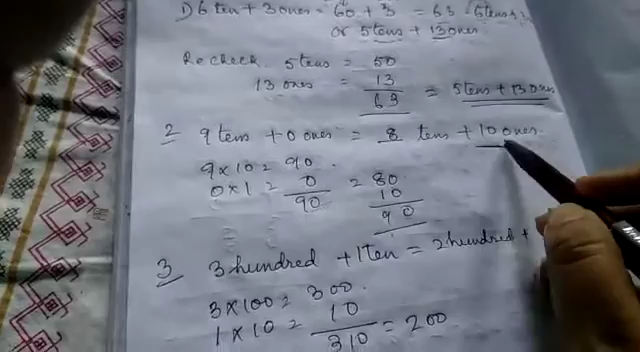 1) 6 ten + 3 ones = 60 + 3 = 63 5 tens +
or 5 tens + 13 ones
Recheck 5 tens = 50
13 ones = 13
63 = 5 tens + 13 ones
2 9 tens + 0 ones = 8 tens + 10 ones.
9 x 10 = 90.
0 x 1 = 0 = 80
90 10
90
3 3 hundred + 1 Ten = 2 hundred +
3 x 100 = 300.
1 x 10 = 10
310 = 200